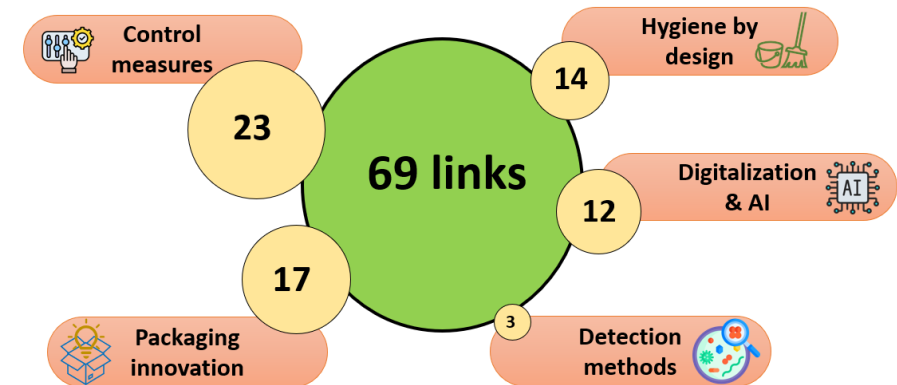 Control
measures
23
69 links
Hygiene by
design
14
Digitalization
& AI
AI
12
17
Packaging
innovation
3
Detection
methods